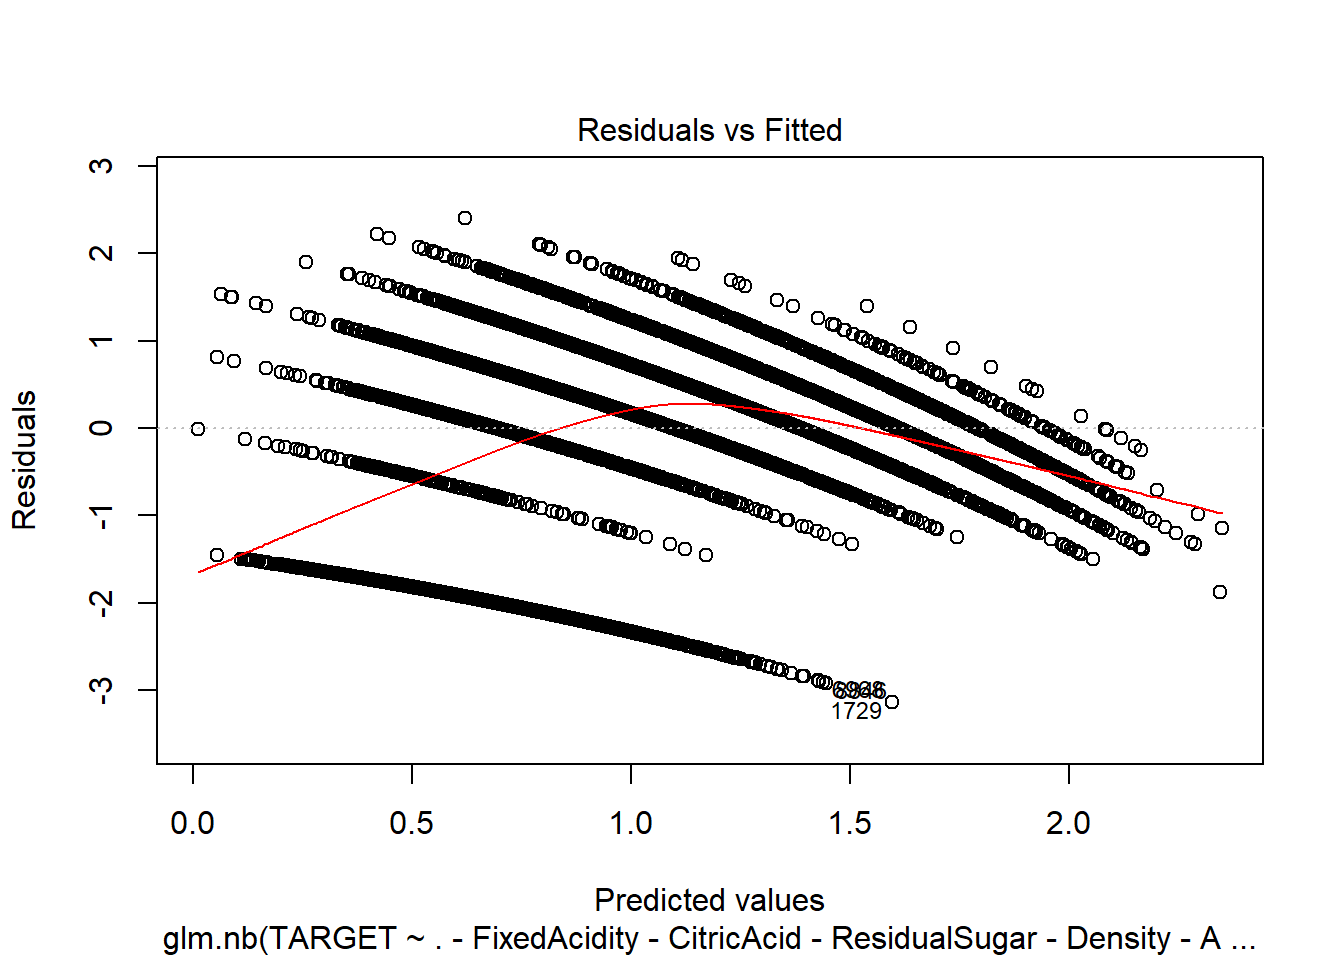 Residuals vs Fitted
Residuals
3
2
1
0
-1
-2
-3
1729
0.0 0.5 1.0 1.5 2.0
Predicted values
glm.nb(TARGET ~ . - FixedAcidity - CitricAcid - ResidualSugar - Density - A ...